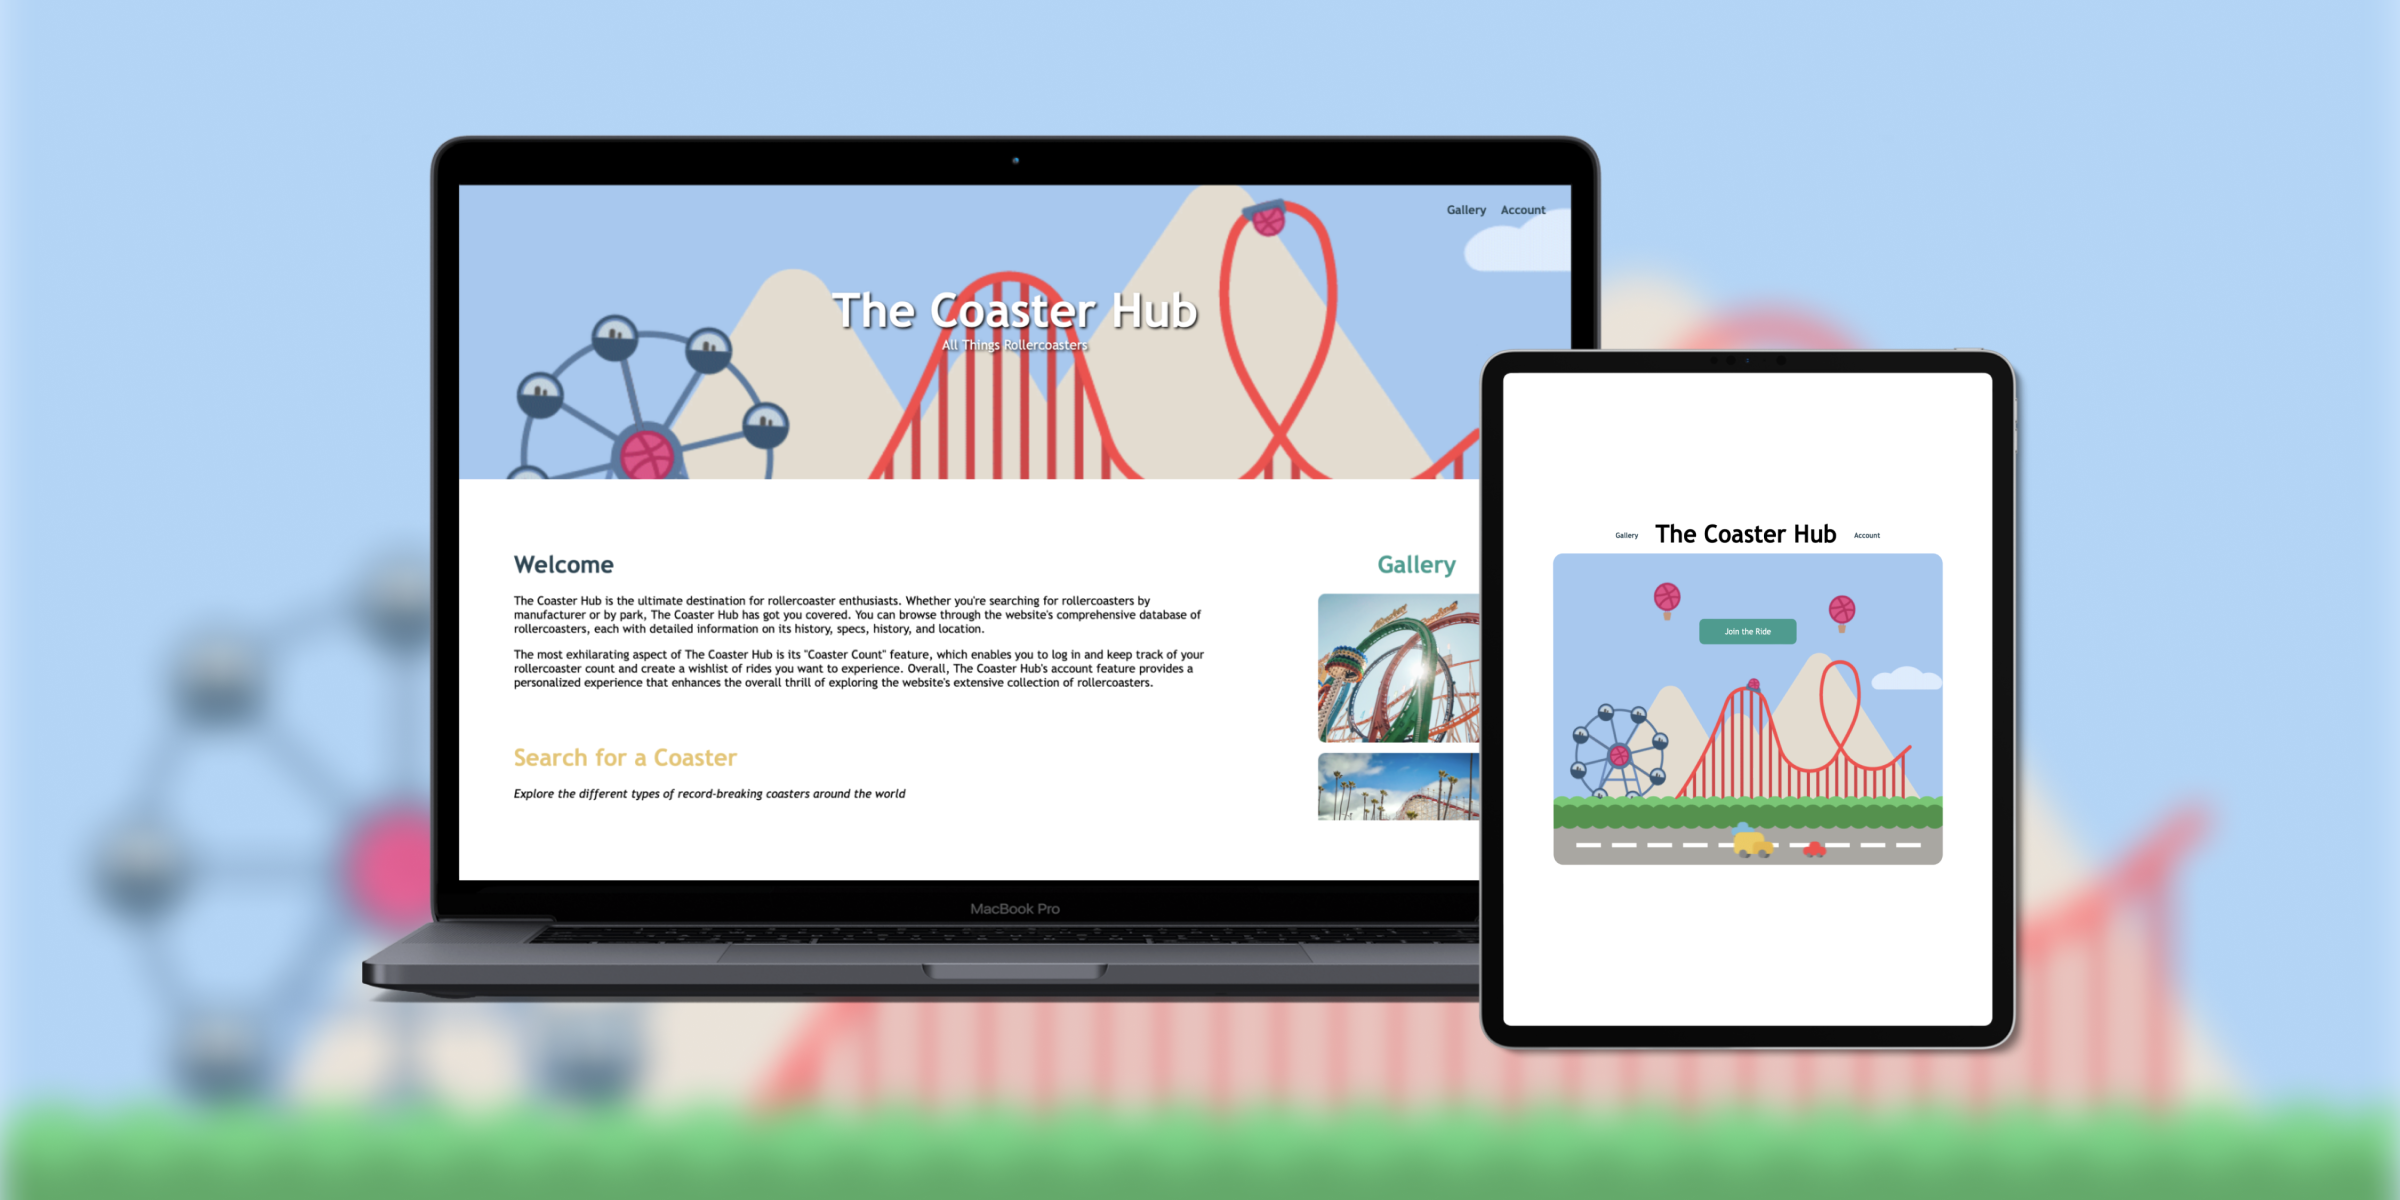 Gallery Account
The Coaster Hub
All Things Rollercoasters
Welcome
The Coaster Hub is the ultimate destination for rollercoaster enthusiasts. Whether you're searching for rollercoasters by
manufacturer or by park, The Coaster Hub has got you covered. You can browse through the website's comprehensive database of
rollercoasters, each with detailed information on its history, specs, history, and location.
The most exhilarating aspect of The Coaster Hub is its "Coaster Count" feature, which enables you to log in and keep track of your
rollercoaster count and create a wishlist of rides you want to experience. Overall, The Coaster Hub's account feature provides a
personalized experience that enhances the overall thrill of exploring the website's extensive collection of rollercoasters.
Search for a Coaster
Explore the different types of record-breaking coasters around the world
Gallery
MacBook Pro
Gallery The Coaster Hub Account
Join the Ride